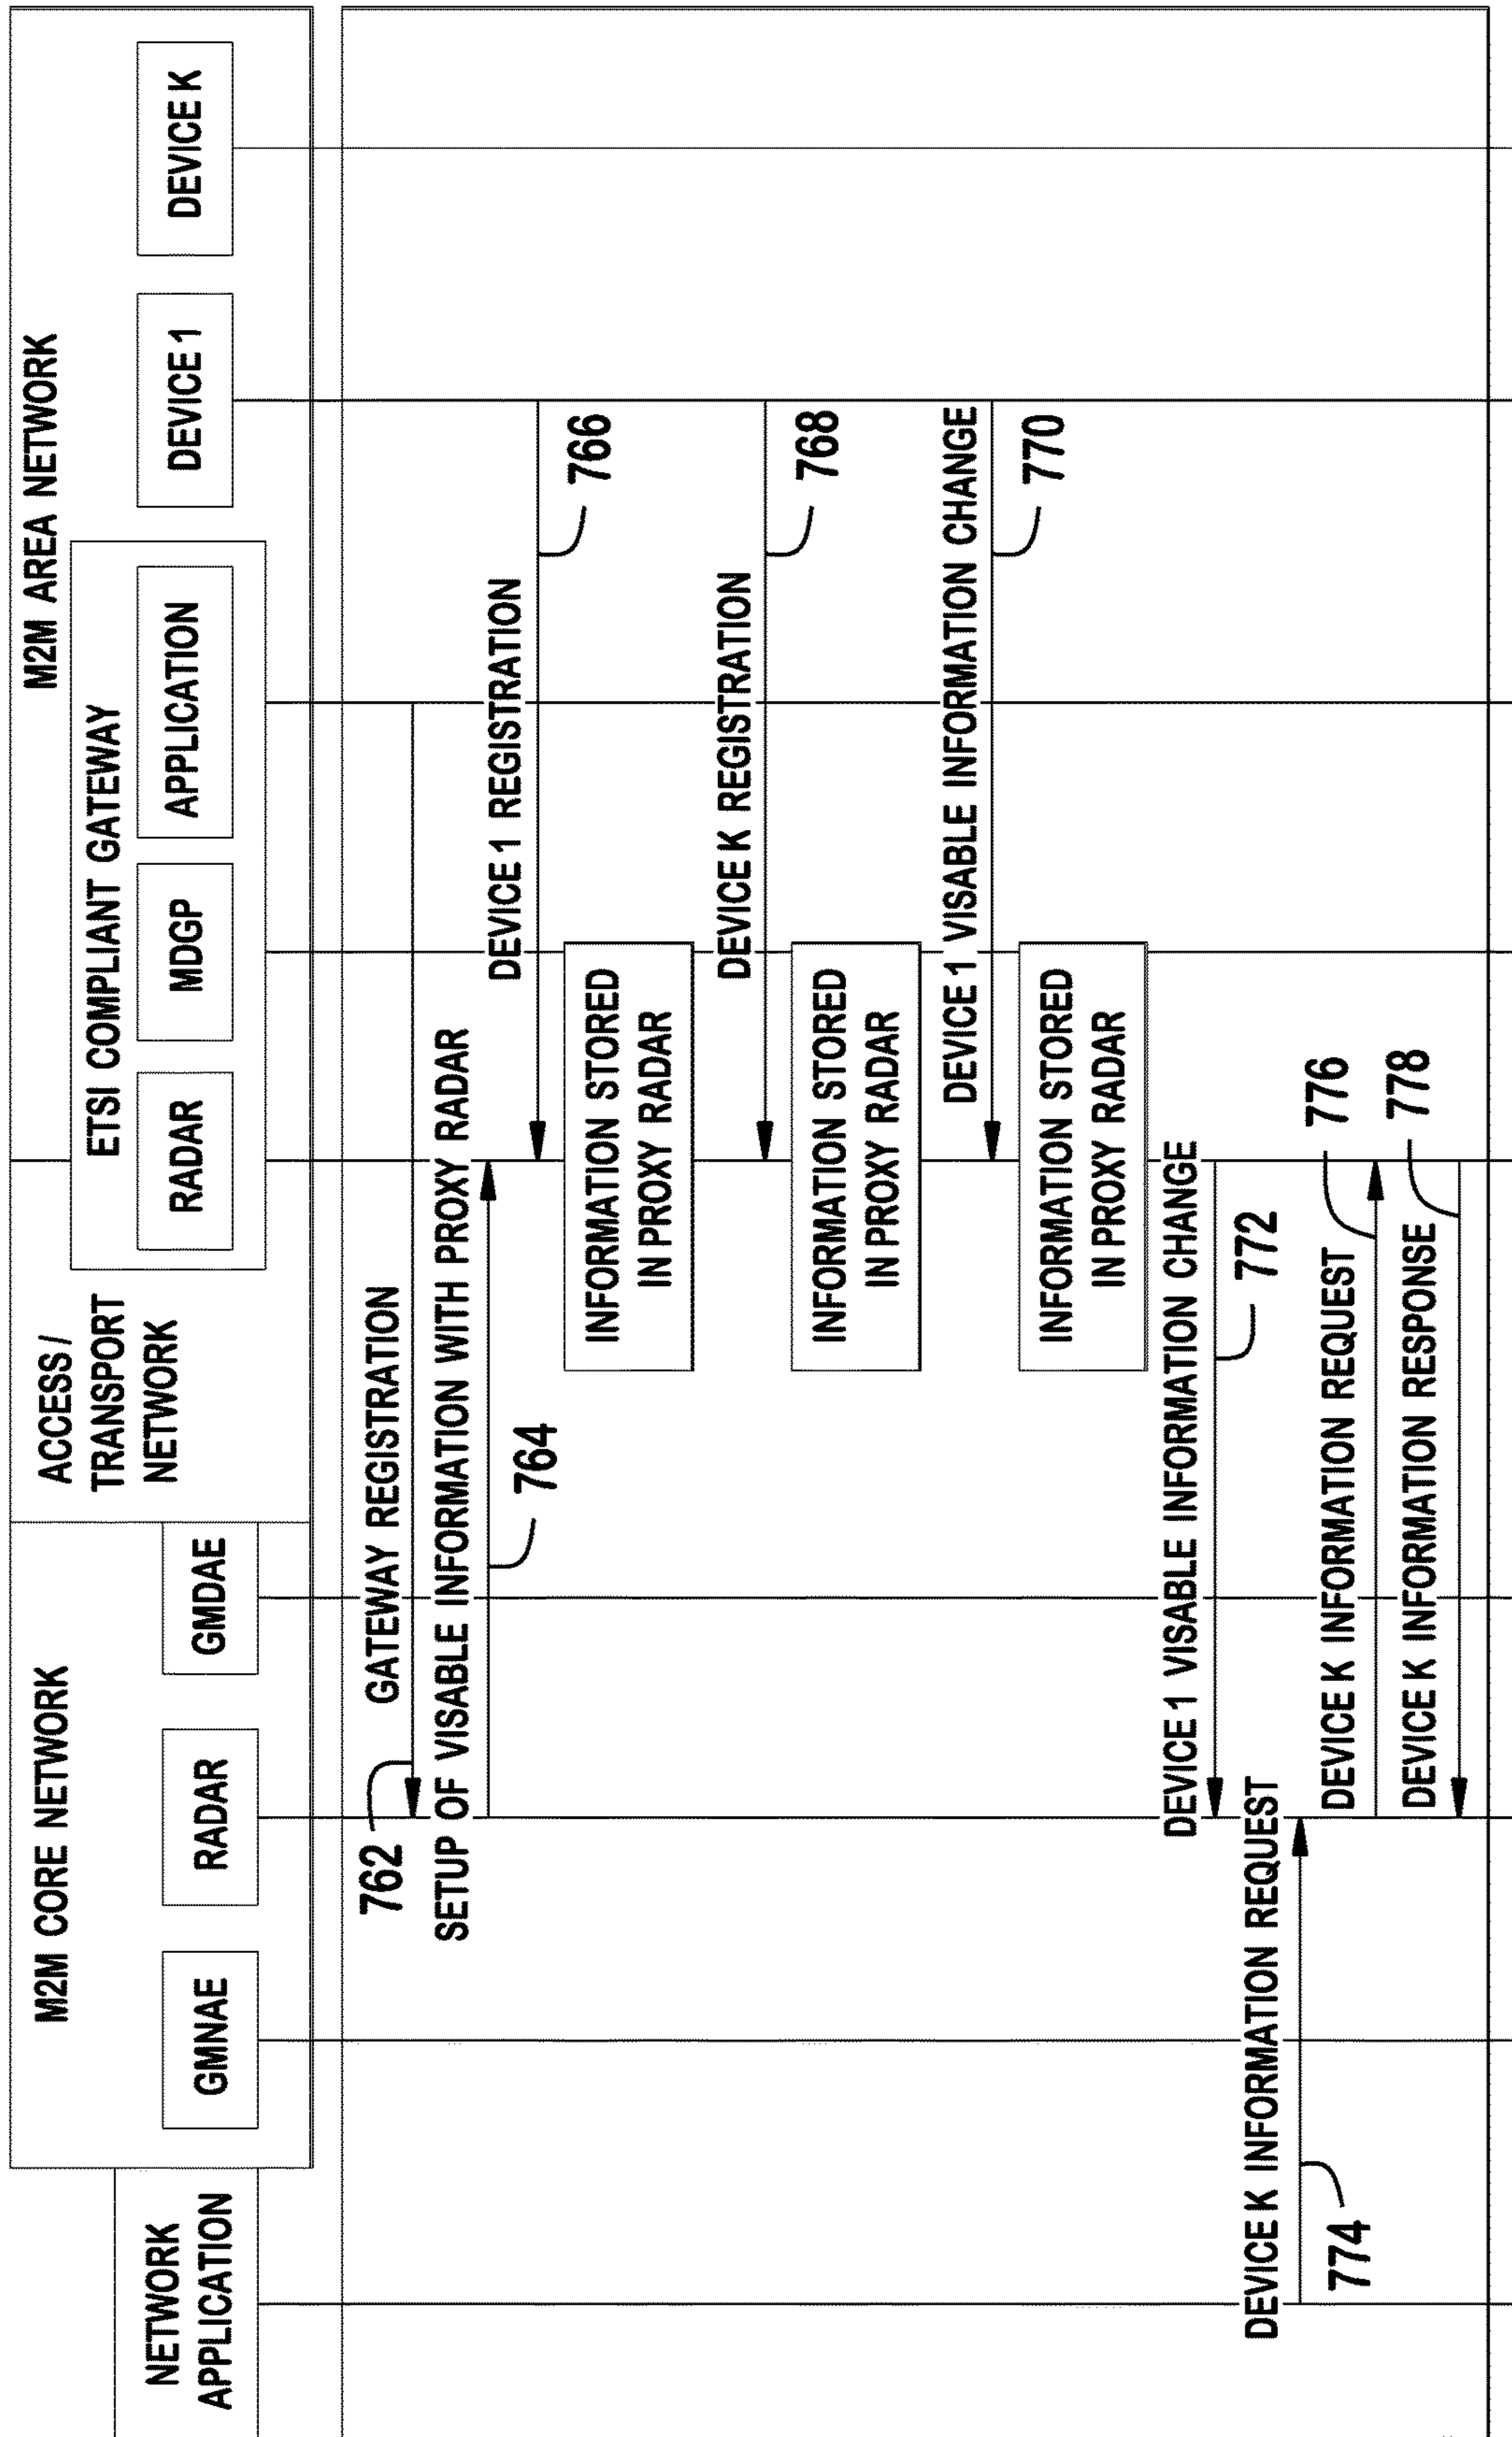 NETWORK
APPLICATION
M2M CORE NETWORK
GMNAE
RADAR
GMDAE
ACCESS /
TRANSPORT
NETWORK
M2M AREA NETWORK
ETSI COMPLIANT GATEWAY
RADAR
MDGP
APPLICATION
DEVICE 1
DEVICE K
762
GATEWAY REGISTRATION
SETUP OF VISABLE INFORMATION WITH PROXY RADAR
764
DEVICE 1 REGISTRATION
766
INFORMATION STORED
IN PROXY RADAR
DEVICE K REGISTRATION
768
INFORMATION STORED
IN PROXY RADAR
DEVICE 1 VISABLE INFORMATION CHANGE
770
INFORMATION STORED
IN PROXY RADAR
DEVICE 1 VISABLE INFORMATION CHANGE
772
DEVICE K INFORMATION REQUEST
774
DEVICE K INFORMATION REQUEST
776
DEVICE K INFORMATION RESPONSE
778